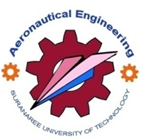 Aeronautical Engineering
SURANAREE UNIVERSITY OF TECHNOLOGY